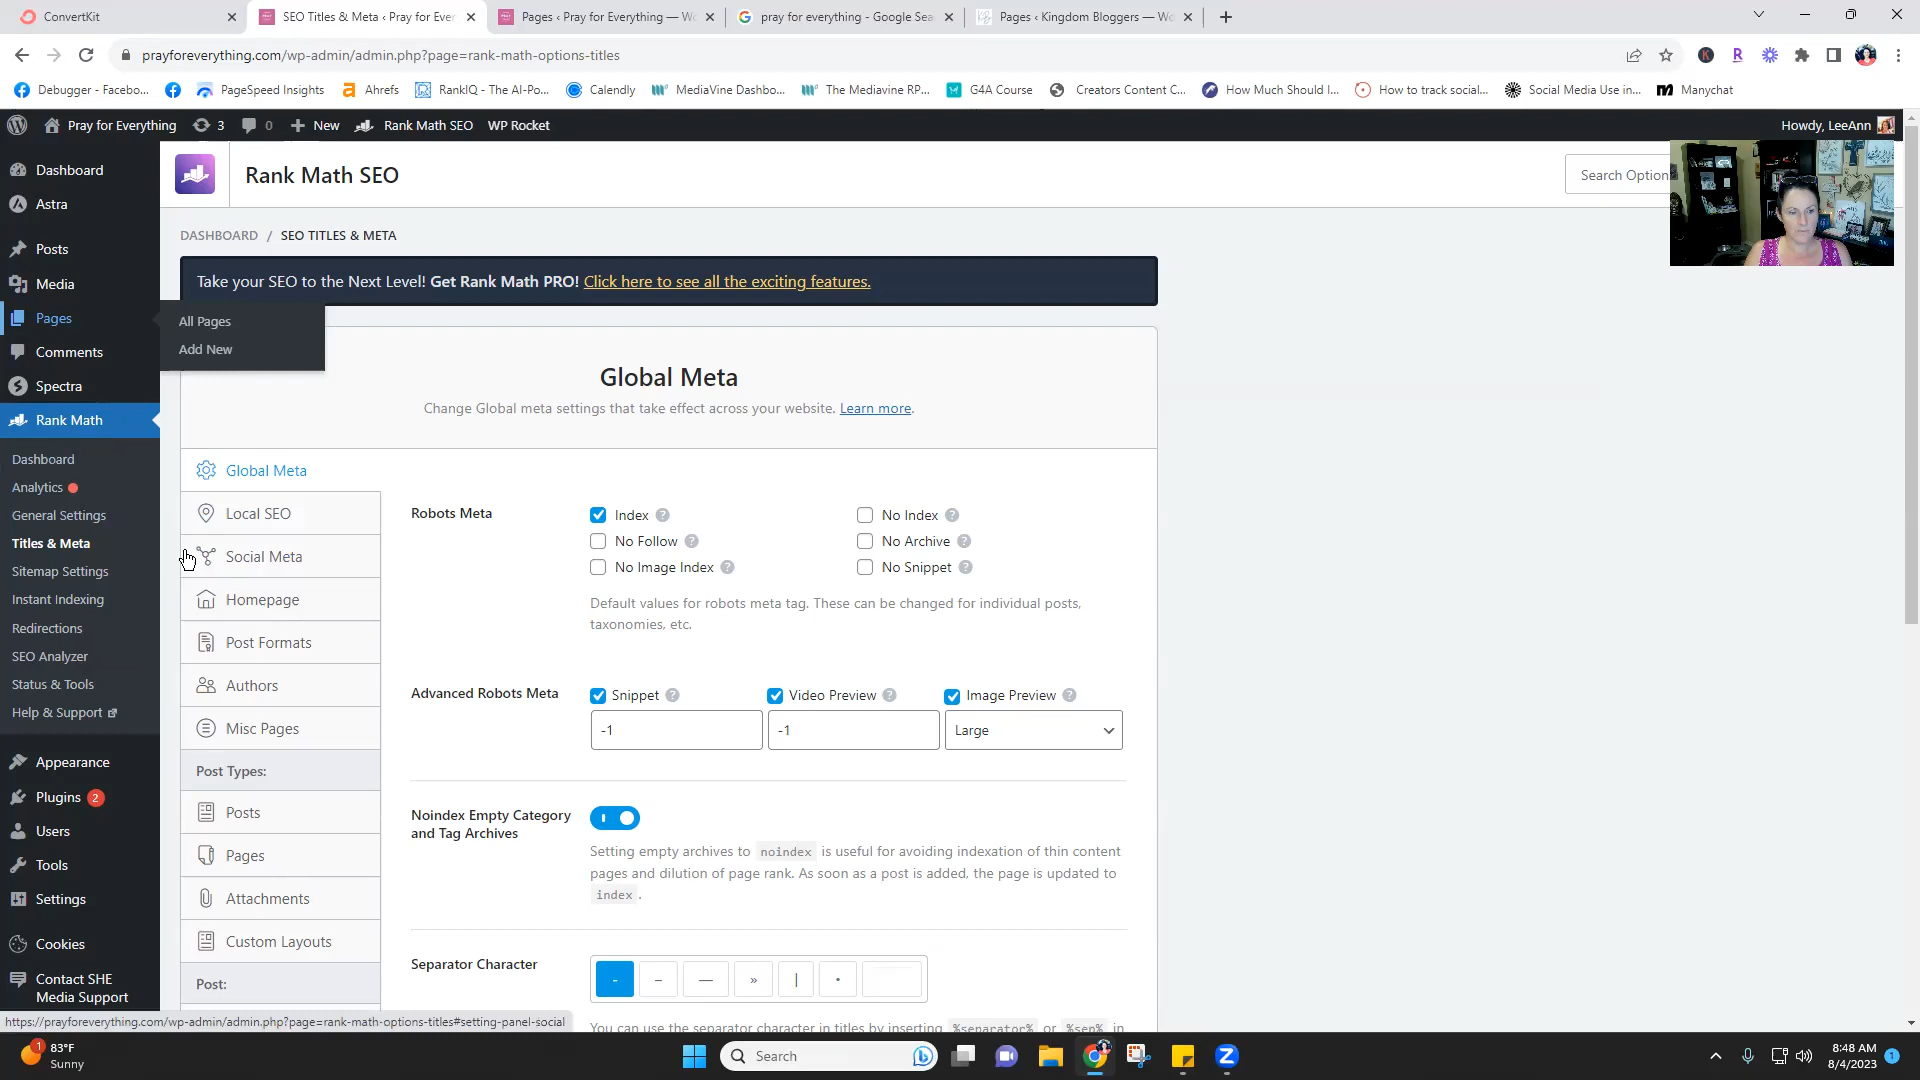 ConvertKit
SEO Titles & Meta ‹ Pray for Ever
Pages ‹ Pray for Everything — Wo
pray for everything - Google Sea
Pages ‹ Kingdom Bloggers — Wo
prayforeverything.com/wp-admin/admin.php?page=rank-math-options-titles
Debugger - Facebo...
PageSpeed Insights
Ahrefs
RankIQ - The AI-Po...
Calendly
MediaVine Dashbo...
The Mediavine RP...
G4A Course
Creators Content C...
How Much Should I...
How to track social...
Social Media Use in...
Manychat
Pray for Everything
3
0
New
Rank Math SEO
WP Rocket
Howdy, LeeAnn
Dashboard
Astra
Posts
Media
Pages
Comments
Spectra
Rank Math
Dashboard
Analytics
General Settings
Titles & Meta
Sitemap Settings
Instant Indexing
Redirections
SEO Analyzer
Status & Tools
Help & Support
Appearance
Plugins 2
Users
Tools
Settings
Cookies
Contact SHE
Media Support
All Pages
Add New
Rank Math SEO
Search Option
DASHBOARD / SEO TITLES & META
Take your SEO to the Next Level! Get Rank Math PRO! Click here to see all the exciting features.
Global Meta
Change Global meta settings that take effect across your website. Learn more.
Global Meta
Local SEO
Social Meta
Homepage
Post Formats
Authors
Misc Pages
Post Types:
Posts
Pages
Attachments
Custom Layouts
Post:
Robots Meta
Index
No Index
No Follow
No Archive
No Image Index
No Snippet
Default values for robots meta tag. These can be changed for individual posts,
taxonomies, etc.
Advanced Robots Meta
Snippet
Video Preview
Image Preview
-1
-1
Large
Noindex Empty Category
and Tag Archives
Setting empty archives to noindex is useful for avoiding indexation of thin content
pages and dilution of page rank. As soon as a post is added, the page is updated to
index .
Separator Character
- – — » | •
You can use the separator character in titles by inserting %separator% or %sep% in
https://prayforeverything.com/wp-admin/admin.php?page=rank-math-options-titles#setting-panel-social
1
83°F
Sunny
Search
8:48 AM
8/4/2023
1